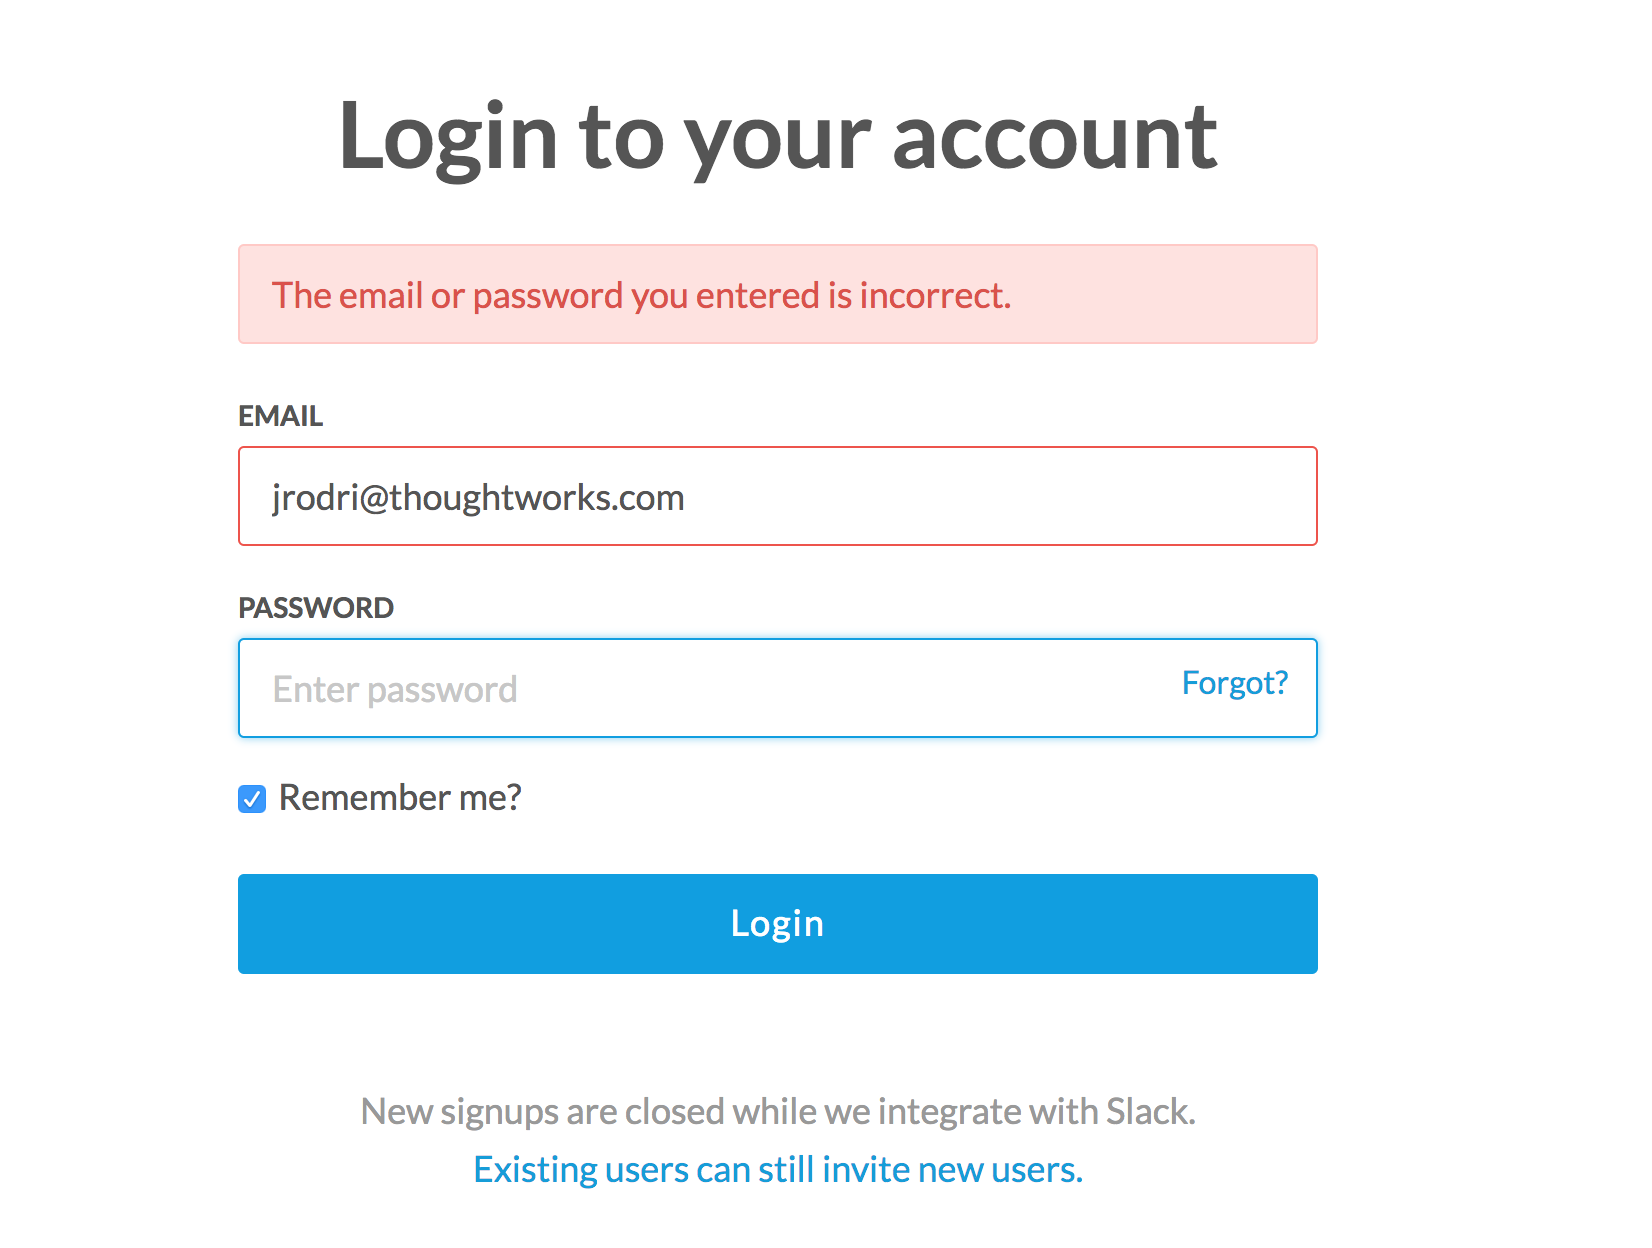 Login to your account
The email or password you entered is incorrect.
EMAIL
jrodri@thoughtworks.com
PASSWORD
Enter password Forgot?
Remember me?
Login
New signups are closed while we integrate with Slack.
Existing users can still invite new users.